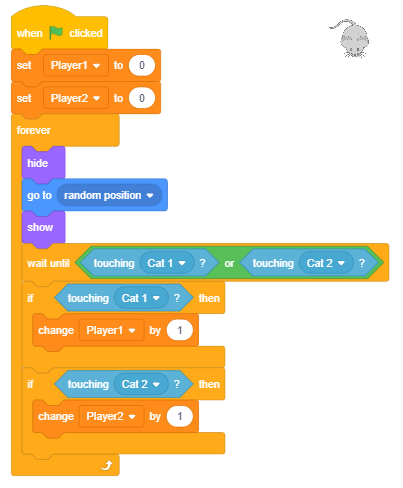 when clicked
set Player1 to 0
set Player2 to 0
forever
hide
go to random position
show
wait until touching Cat 1 ? or touching Cat 2 ?
if touching Cat 1 ? then
change Player1 by 1
if touching Cat 2 ? then
change Player2 by 1